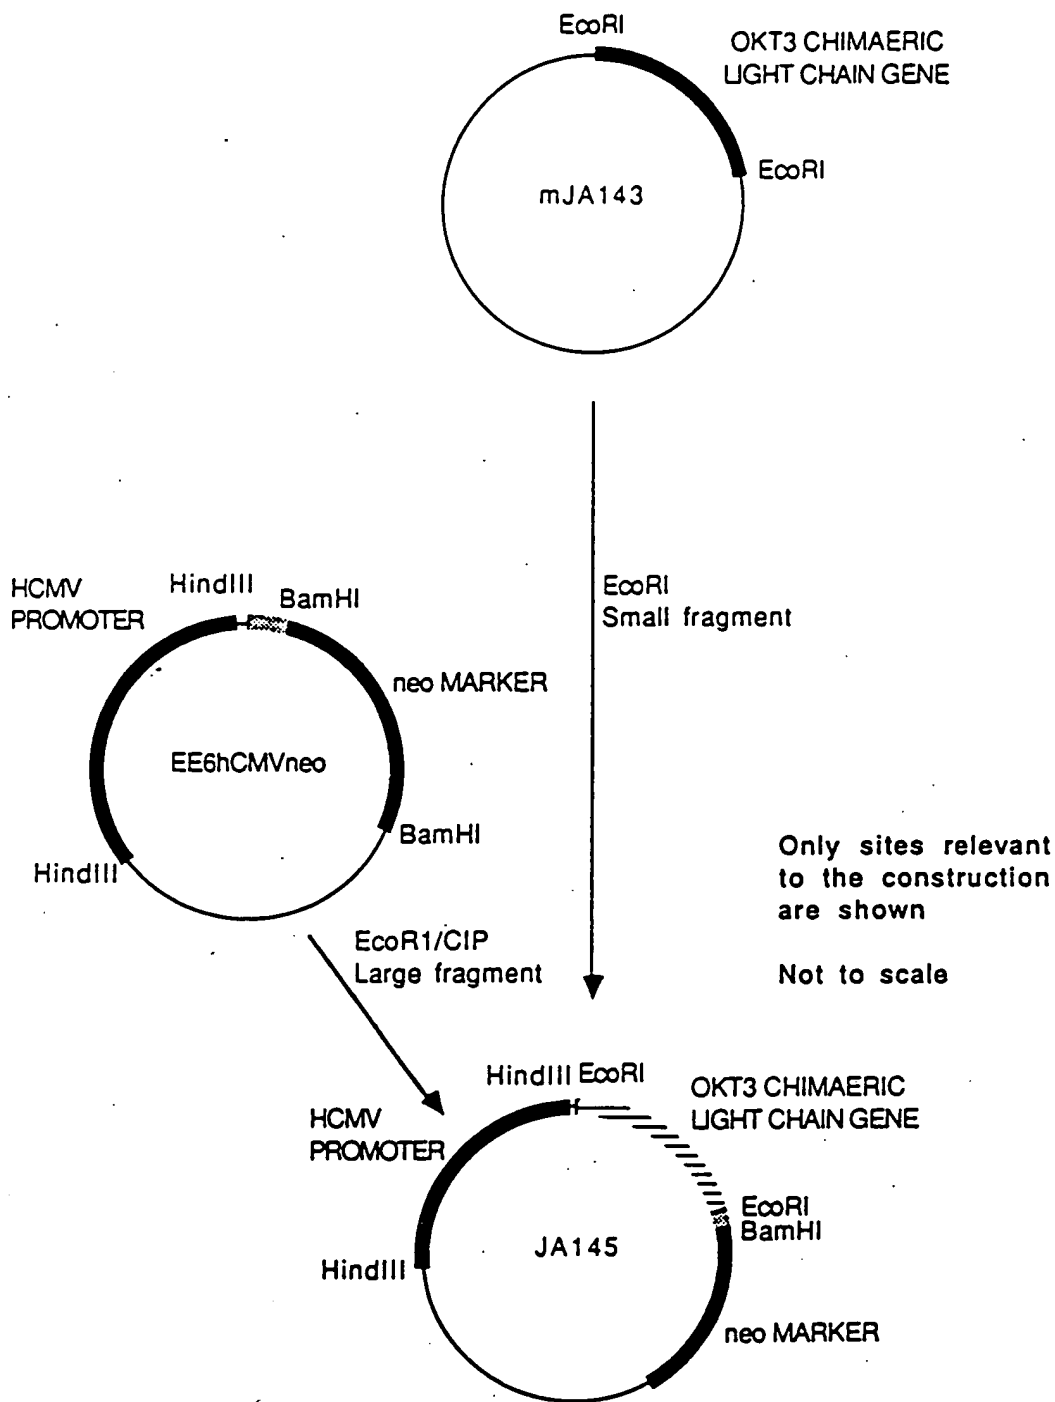 EcoRI
OKT3 CHIMAERIC
LIGHT CHAIN GENE
EcoRI
mJA143
HCMV
PROMOTER
HindIII
BamHI
neo MARKER
EE6hCMVneo
BamHI
HindIII
EcoRI
Small fragment
EcoR1/CIP
Large fragment
Only sites relevant
to the construction
are shown
Not to scale
HindIII EcoRI
OKT3 CHIMAERIC
LIGHT CHAIN GENE
HCMV
PROMOTER
EcoRI
BamHI
JA145
HindIII
neo MARKER